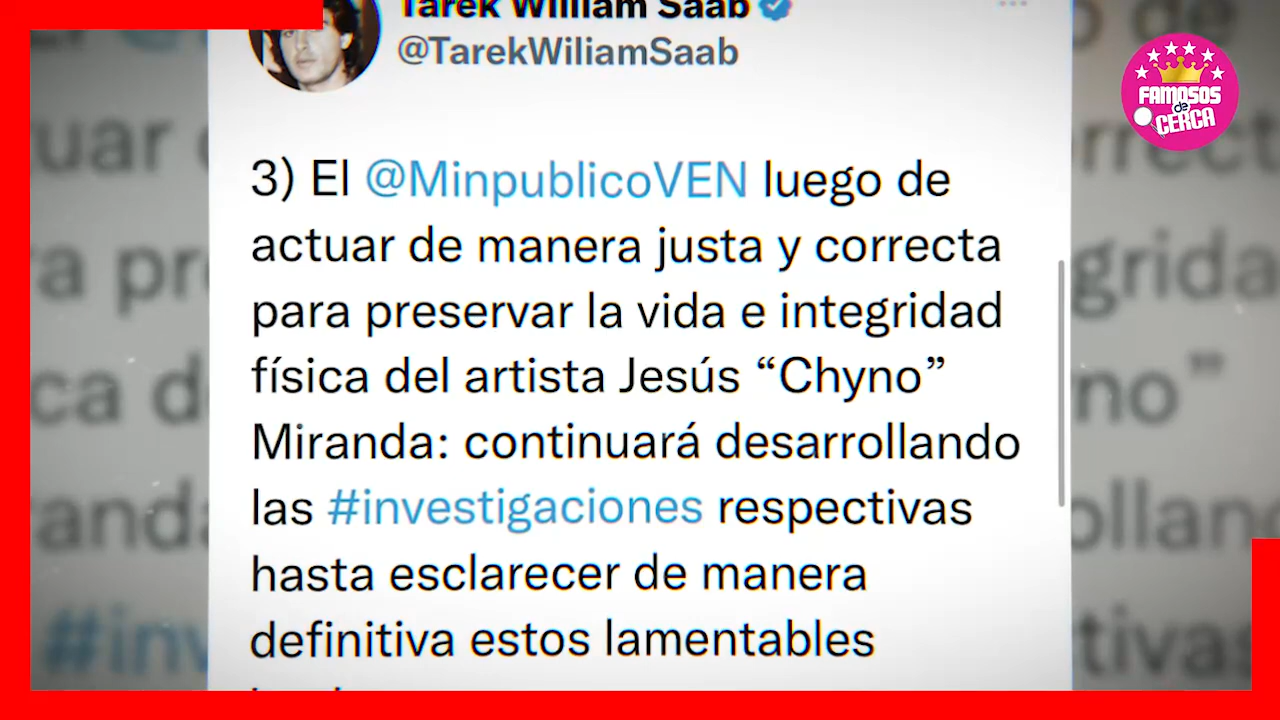 Tarek William Saab
@TarekWiliamSaab
FAMOSOS
de
CERCA
3) El @MinpublicoVEN luego de
actuar de manera justa y correcta
para preservar la vida e integridad
física del artista Jesús “Chyno”
Miranda: continuará desarrollando
las #investigaciones respectivas
hasta esclarecer de manera
definitiva estos lamentables